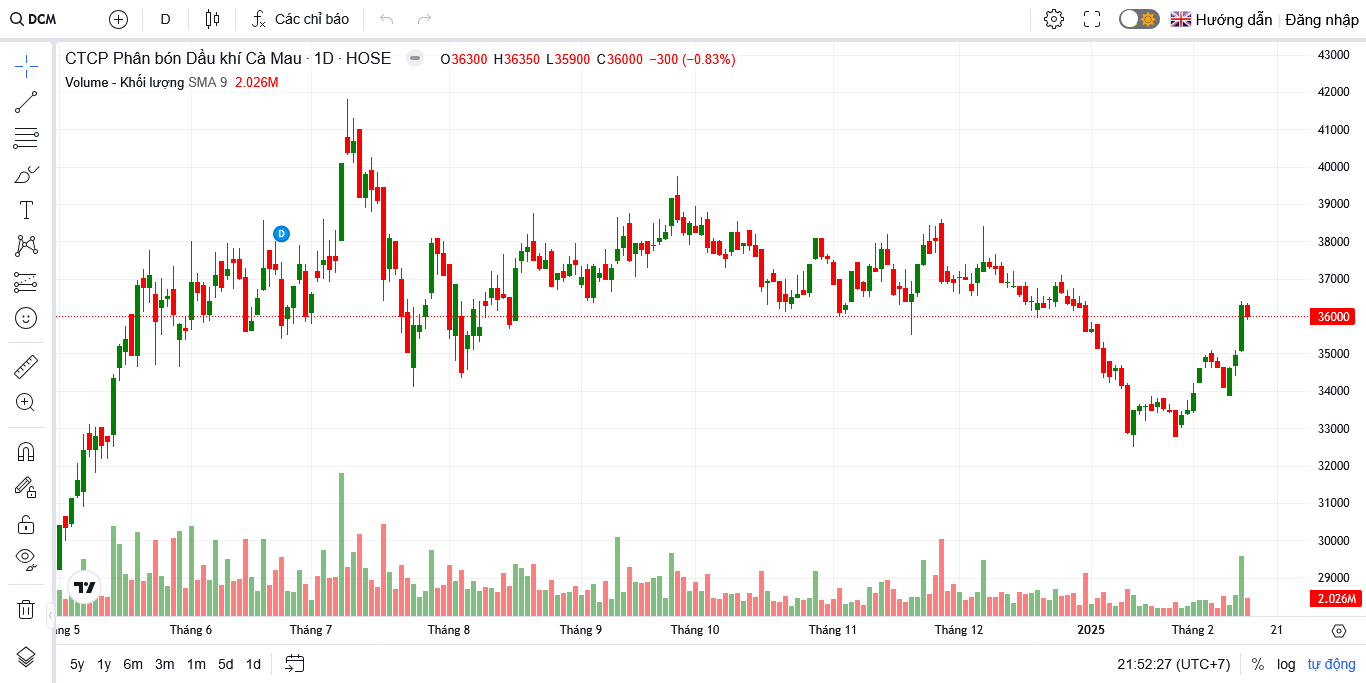 DCM
D
Các chỉ báo
Hướng dẫn
Đăng nhập
CTCP Phân bón Dầu khí Cà Mau · 1D · HOSE
O36300 H36350 L35900 C36000 −300 (−0.83%)
Volume - Khối lượng SMA 9 2.026M
D
43000
42000
41000
40000
39000
38000
37000
36000
35000
34000
33000
32000
31000
30000
29000
2.026M
ng 5 Tháng 6 Tháng 7 Tháng 8 Tháng 9 Tháng 10 Tháng 11 Tháng 12 2025 Tháng 2 21
5y 1y 6m 3m 1m 5d 1d
21:52:27 (UTC+7) % log tự động